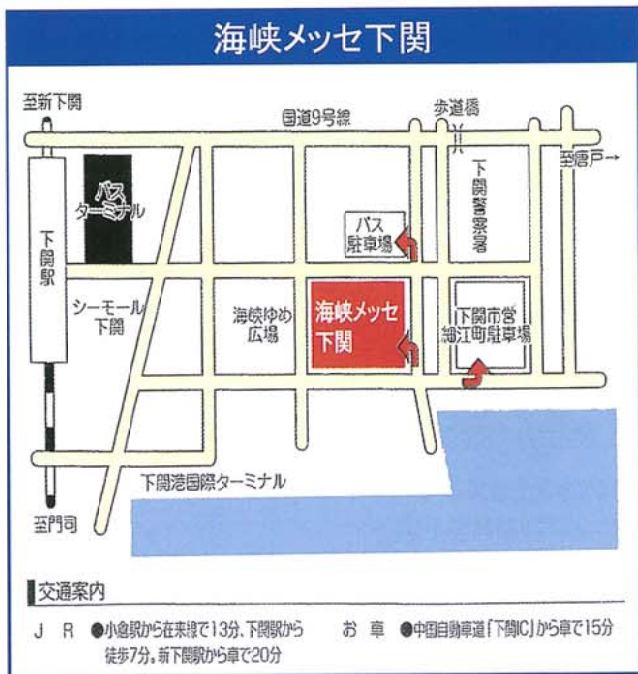 海峡メッセ下関
至新下関
国道9号線
歩道橋
至唐戸→
バス
ターミナル
下関駅
下関警察署
バス
駐車場
シーモール
下関
海峡ゆめ
広場
海峡メッセ
下関
下関市営
細江町駐車場
下関港国際ターミナル
至門司
交通案内
J R ●小倉駅から在来線で13分、下関駅から
徒歩7分。新下関駅から車で20分
お 車 ●中国自動車道「下関IC」から車で15分